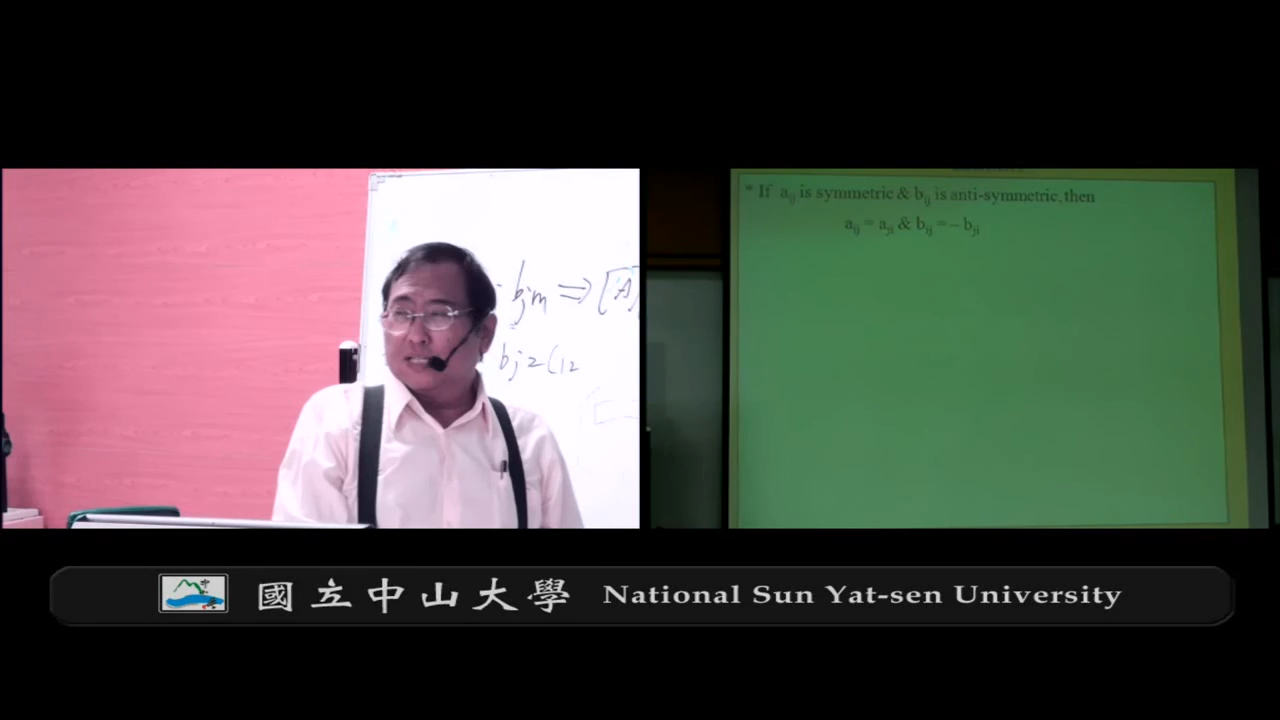 bjm ⇒ [A]
bj2 (12
* If aij is symmetric & bij is anti-symmetric, then
aij = aji & bij = – bji
國立中山大學 National Sun Yat-sen University